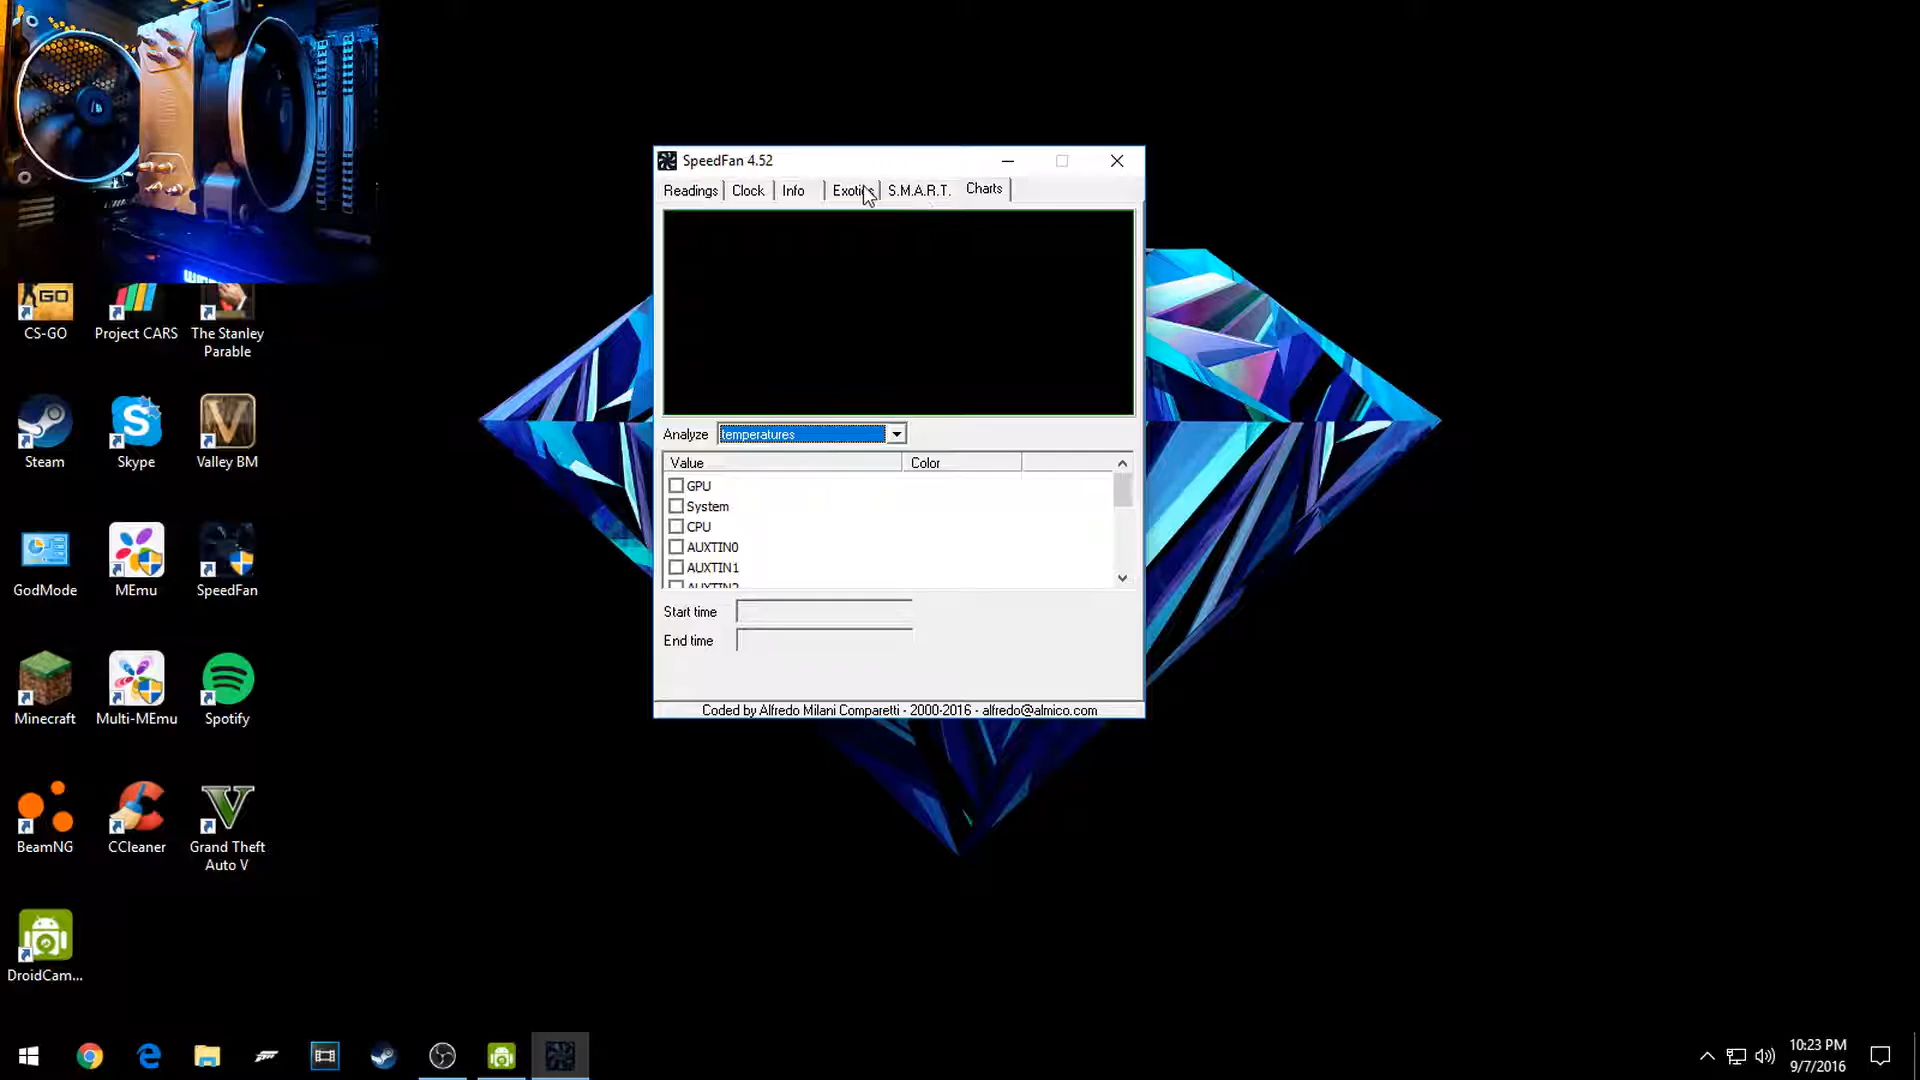 SpeedFan 4.52
Readings
Clock
Info
Exotics
S.M.A.R.T.
Charts
Analyze
temperatures
Value
Color
GPU
System
CPU
AUXTIN0
AUXTIN1
AUXTIN2
Start time
End time
Coded by Alfredo Milani Comparetti - 2000-2016 - alfredo@almico.com
GO
CS-GO
Project CARS
The Stanley
Parable
Steam
Skype
Valley BM
GodMode
MEmu
SpeedFan
Minecraft
Multi-MEmu
Spotify
BeamNG
CCleaner
Grand Theft
Auto V
DroidCam...
10:23 PM
9/7/2016